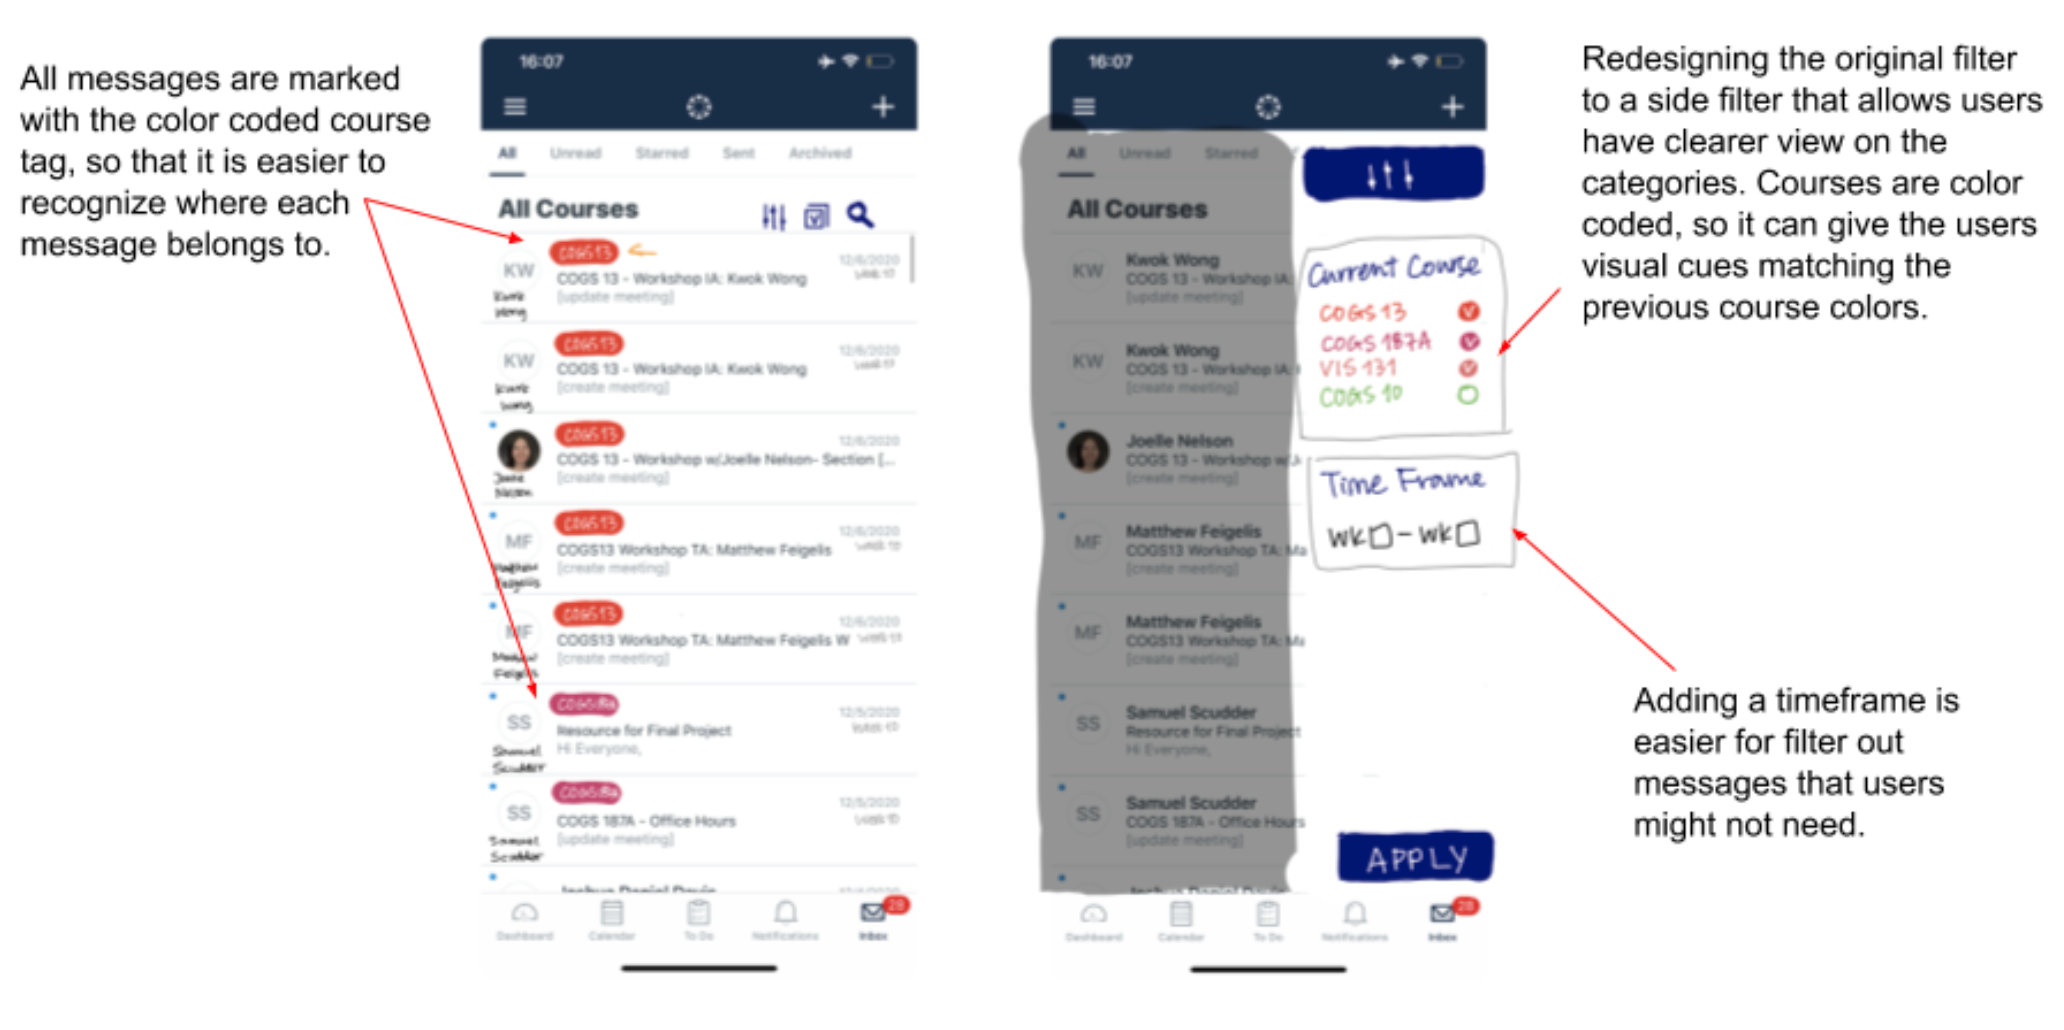 All messages are marked
with the color coded course
tag, so that it is easier to
recognize where each
message belongs to.
16:07
All Unread Starred Sent Archived
All Courses
COGS13
KW
COGS 13 - Workshop IA: Kwok Wong
12/6/2020
[update meeting]
Kwok
Wong
COGS13
KW
COGS 13 - Workshop IA: Kwok Wong
12/6/2020
[create meeting]
Kwok
Wong
COGS13
COGS 13 - Workshop w/Joelle Nelson- Section [...
12/6/2020
[create meeting]
Nelson
COGS13
MF
COGS13 Workshop TA: Matthew Feigelis
12/6/2020
[create meeting]
Matthew
Feigelis
COGS13
MF
COGS13 Workshop TA: Matthew Feigelis W
12/6/2020
[create meeting]
Feigelis
SS
Resource for Final Project
12/5/2020
Hi Everyone,
Samuel
Scudder
SS
COGS 187A - Office Hours
12/5/2020
[update meeting]
Samuel
Scudder
Joshua Daniel Davis
Dashboard Calendar To Do Notifications Inbox
28
16:07
All Unread Starred
All Courses
KW
Kwok Wong
COGS 13 - Workshop IA:
[update meeting]
KW
Kwok Wong
COGS 13 - Workshop IA:
[create meeting]
Joelle Nelson
COGS 13 - Workshop w/J
[create meeting]
MF
Matthew Feigelis
COGS13 Workshop TA: Ma
[create meeting]
MF
Matthew Feigelis
COGS13 Workshop TA: Ma
[create meeting]
SS
Samuel Scudder
Resource for Final Project
Hi Everyone,
SS
Samuel Scudder
COGS 187A - Office Hours
[update meeting]
Joshua Daniel Davis
Current Course
COGS 13
COGS 187A
VIS 131
COGS 10
Time Frame
WK - WK
APPLY
Dashboard Calendar To Do Notifications Inbox
28
Redesigning the original filter
to a side filter that allows users
have clearer view on the
categories. Courses are color
coded, so it can give the users
visual cues matching the
previous course colors.
Adding a timeframe is
easier for filter out
messages that users
might not need.